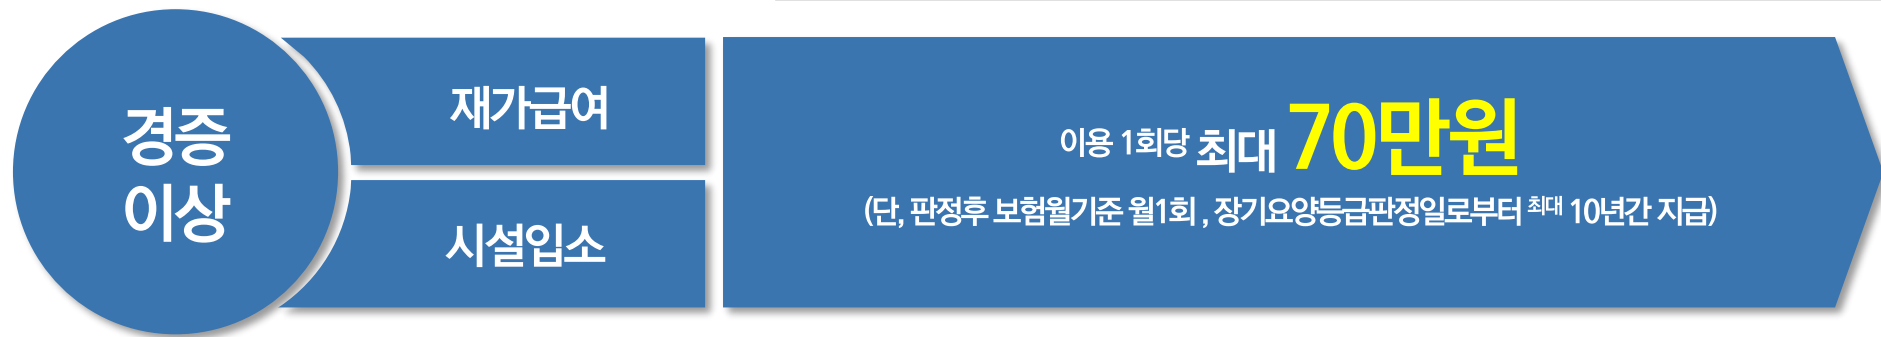 경증
이상
재가급여
시설입소
이용 1회당 최대 70만원
(단, 판정후 보험월기준 월1회 , 장기요양등급판정일로부터 최대 10년간 지급)